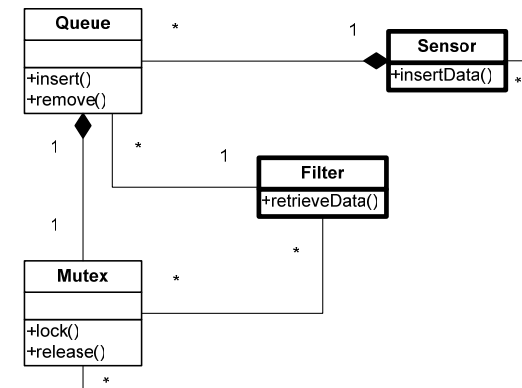 Queue
* 1
Sensor
+insert()
+remove()
+insertData()
*
1
*
1
Filter
+retrieveData()
1
*
*
Mutex
+lock()
+release()
*